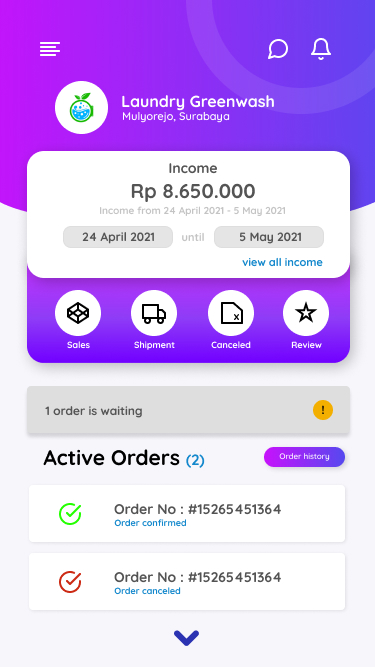 Laundry Greenwash
Mulyorejo, Surabaya
Income
Rp 8.650.000
Income from 24 April 2021 - 5 May 2021
24 April 2021 until 5 May 2021
view all income
Sales Shipment Canceled Review
1 order is waiting !
Active Orders (2) Order history
Order No : #15265451364
Order confirmed
Order No : #15265451364
Order canceled